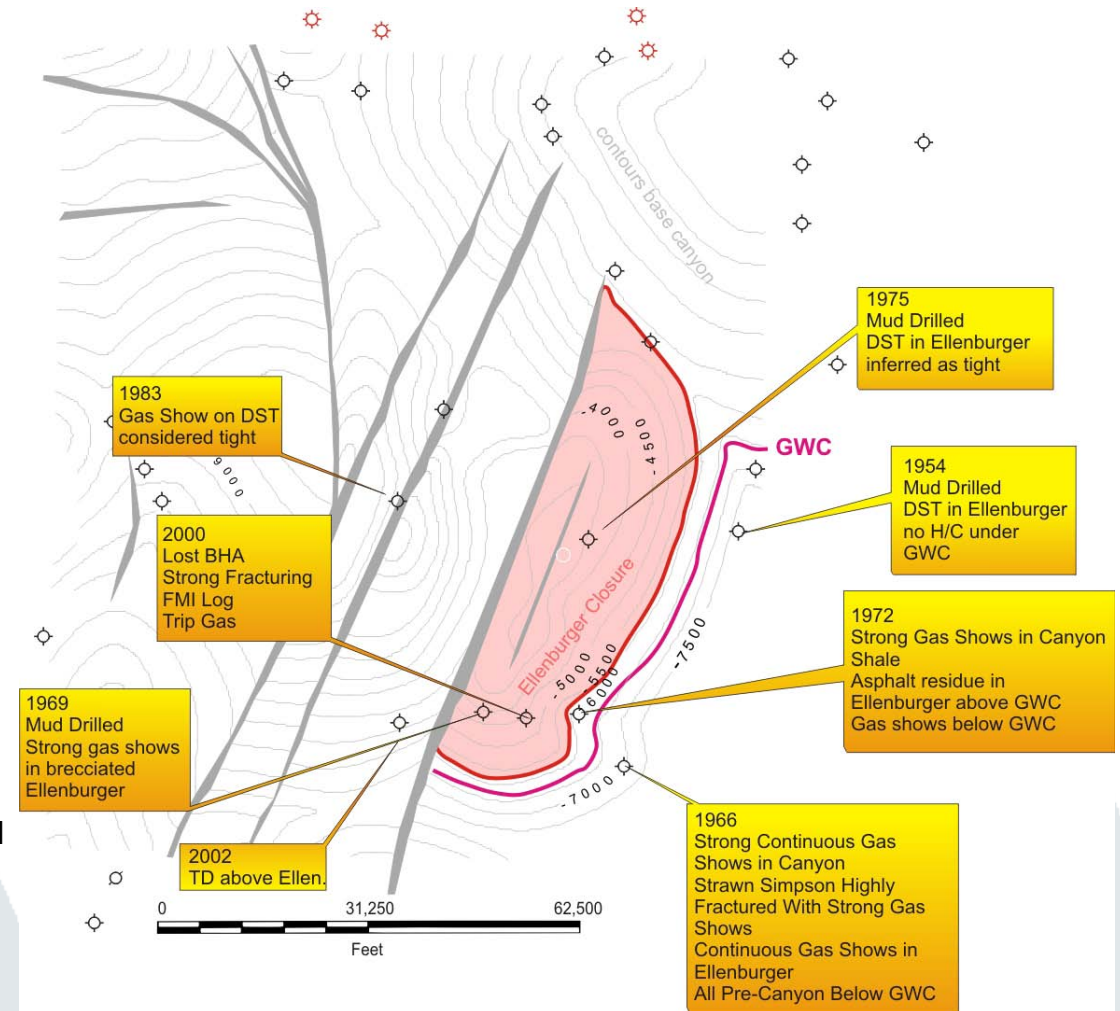 contours base canyon
1975
Mud Drilled
DST in Ellenburger
inferred as tight
1983
Gas Show on DST
considered tight
-4000
-4500
9000
GWC
1954
Mud Drilled
DST in Ellenburger
no H/C under
GWC
2000
Lost BHA
Strong Fracturing
FMI Log
Trip Gas
Ellenburger Closure
1972
Strong Gas Shows in Canyon
Shale
Asphalt residue in
Ellenburger above GWC
Gas shows below GWC
-5000
-5500
-6000
-7500
1969
Mud Drilled
Strong gas shows
in brecciated
Ellenburger
-7000
2002
TD above Ellen.
1966
Strong Continuous Gas
Shows in Canyon
Strawn Simpson Highly
Fractured With Strong Gas
Shows
Continuous Gas Shows in
Ellenburger
All Pre-Canyon Below GWC
0 31,250 62,500
Feet